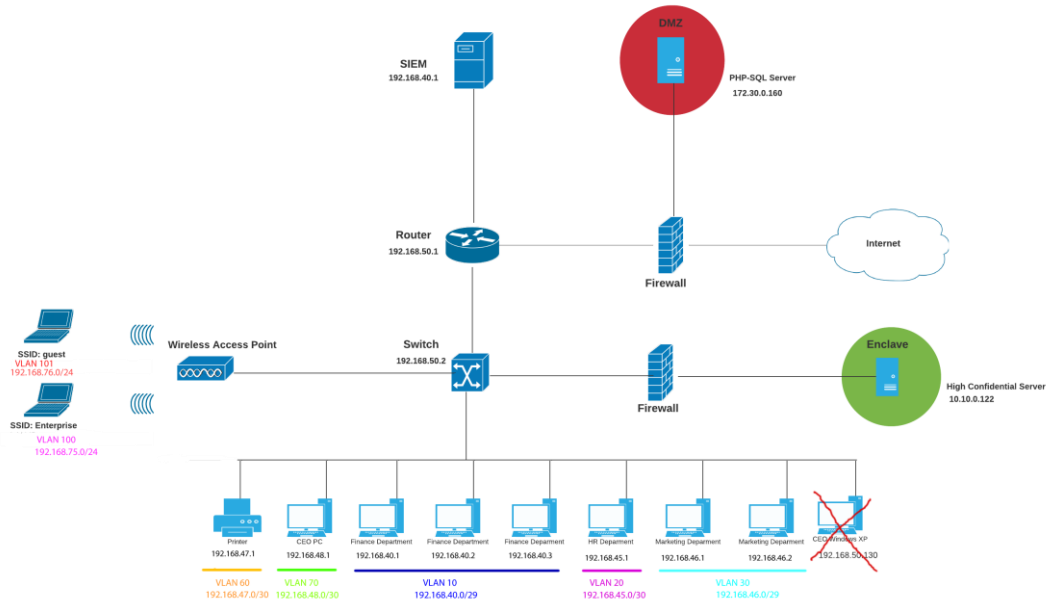 DMZ
SIEM
192.168.40.1
PHP-SQL Server
172.30.0.160
Router
192.168.50.1
Internet
Firewall
SSID: guest
VLAN 101
192.168.76.0/24
Wireless Access Point
Switch
192.168.50.2
Enclave
High Confidential Server
10.10.0.122
Firewall
SSID: Enterprise
VLAN 100
192.168.75.0/24
Printer
192.168.47.1
CEO PC
192.168.48.1
Finance Department
192.168.40.1
Finance Department
192.168.40.2
Finance Deparment
192.168.40.3
HR Deparment
192.168.45.1
Marketing Deparment
192.168.46.1
Marketing Deparment
192.168.46.2
CEO Windows XP
192.168.50.130
VLAN 60
192.168.47.0/30
VLAN 70
192.168.48.0/30
VLAN 10
192.168.40.0/29
VLAN 20
192.168.45.0/30
VLAN 30
192.168.46.0/29